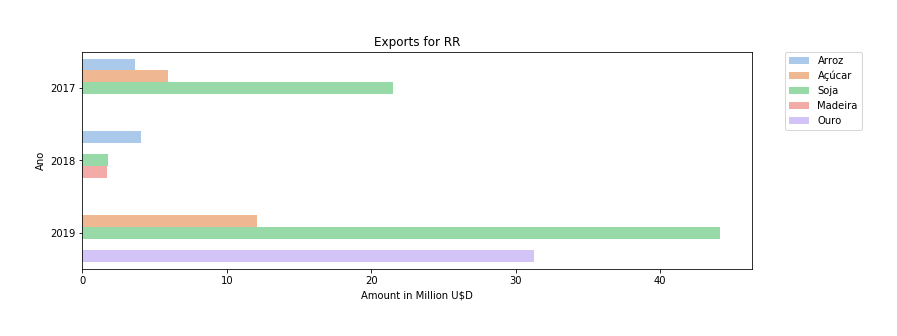 Exports for RR
Arroz
Açúcar
Soja
Madeira
Ouro
Ano
2017
2018
2019
0 10 20 30 40
Amount in Million U$D